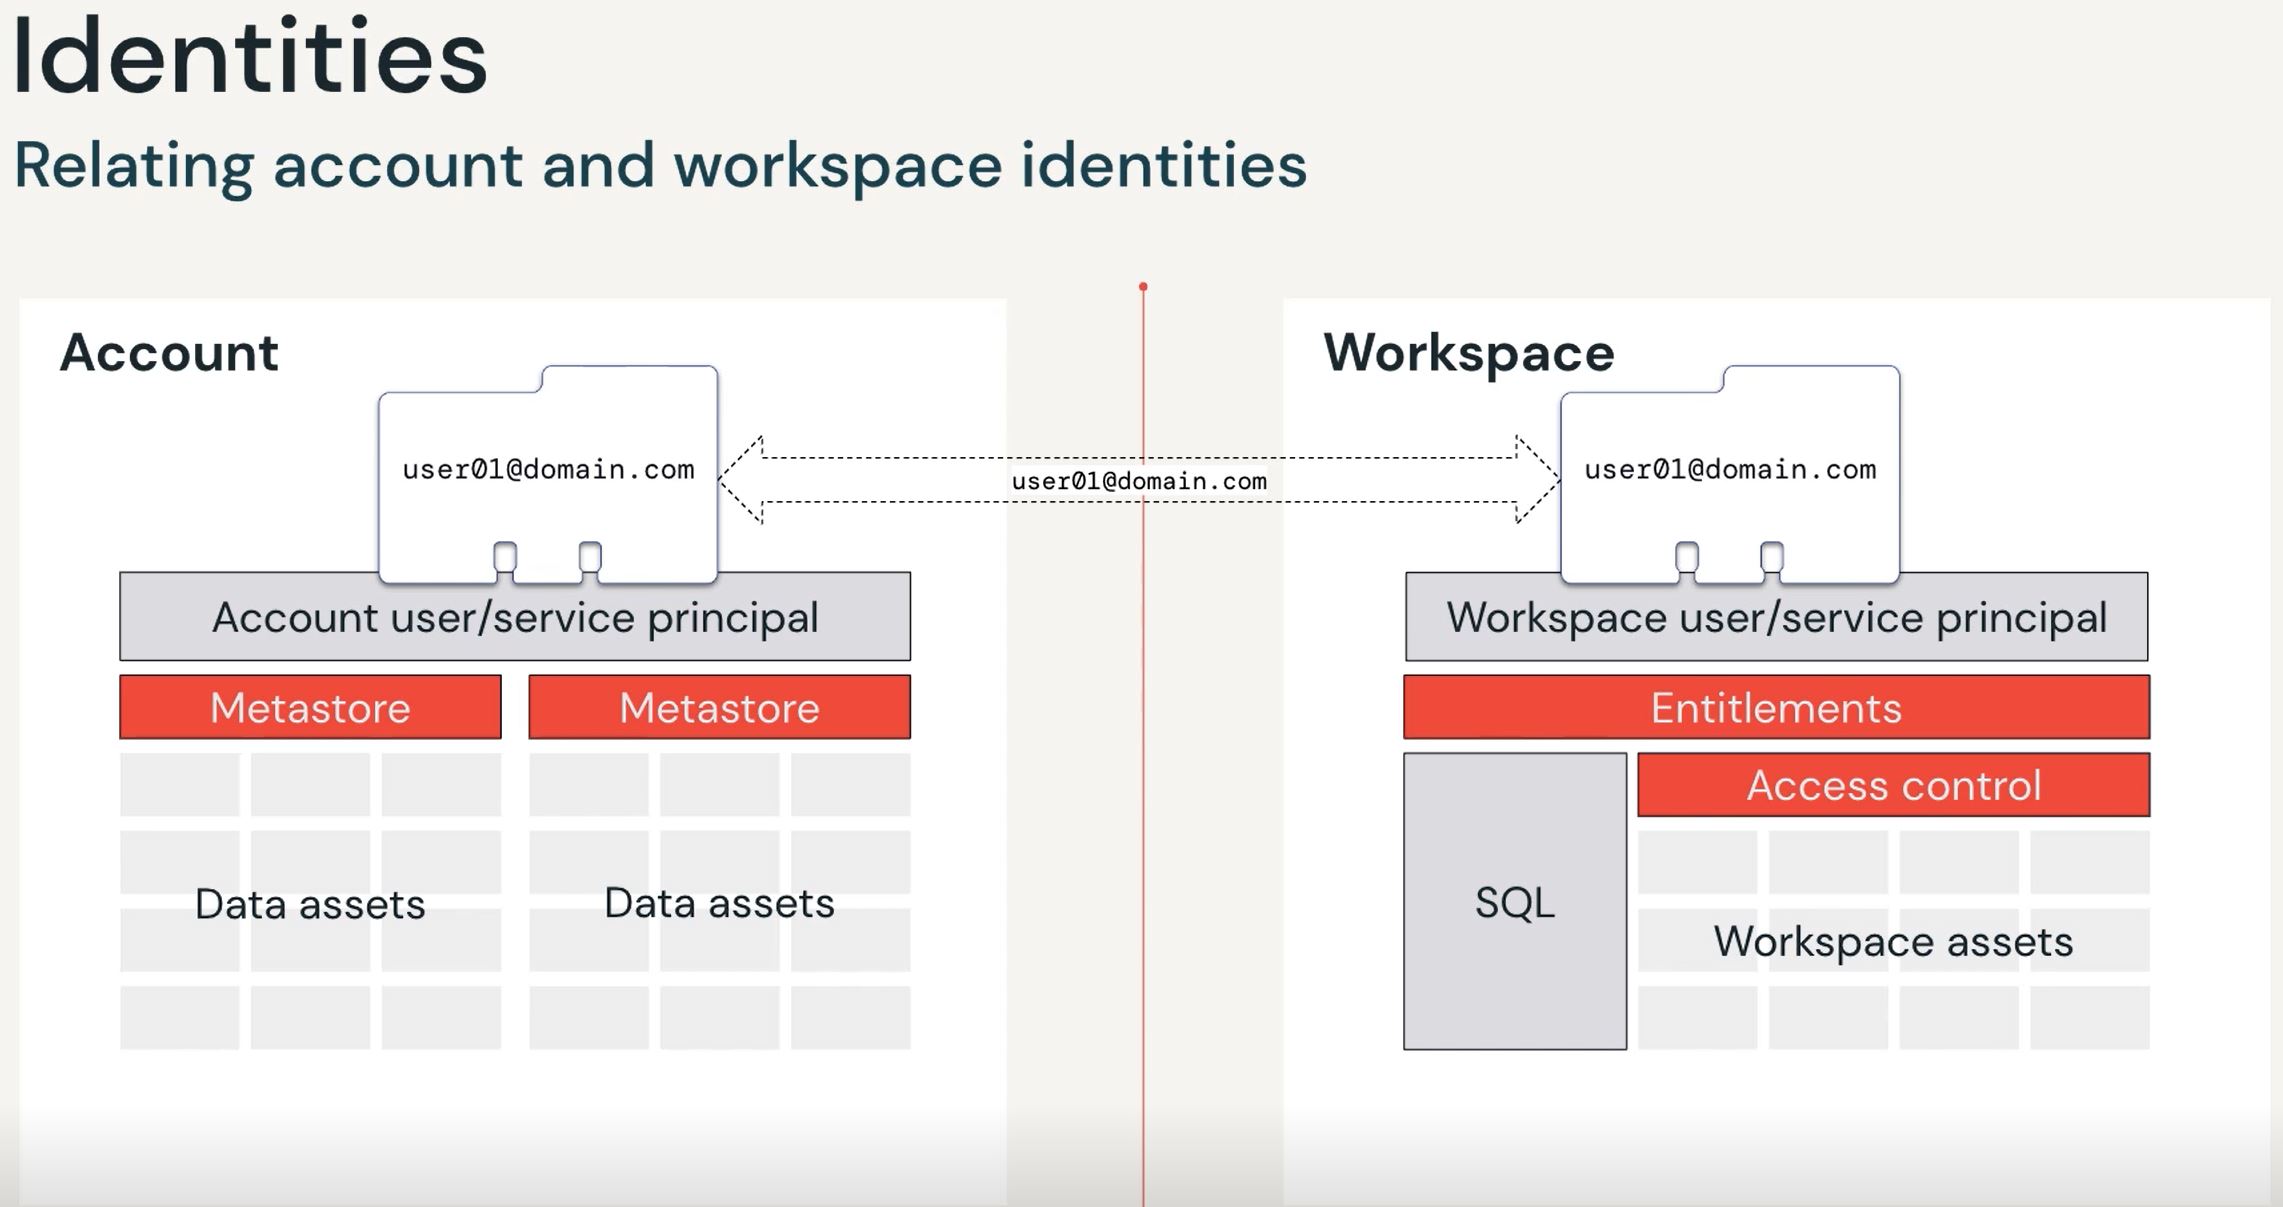 Identities
Relating account and workspace identities
Account
user01@domain.com
Account user/service principal
Metastore
Metastore
Data assets
Data assets
user01@domain.com
Workspace
user01@domain.com
Workspace user/service principal
Entitlements
Access control
SQL
Workspace assets